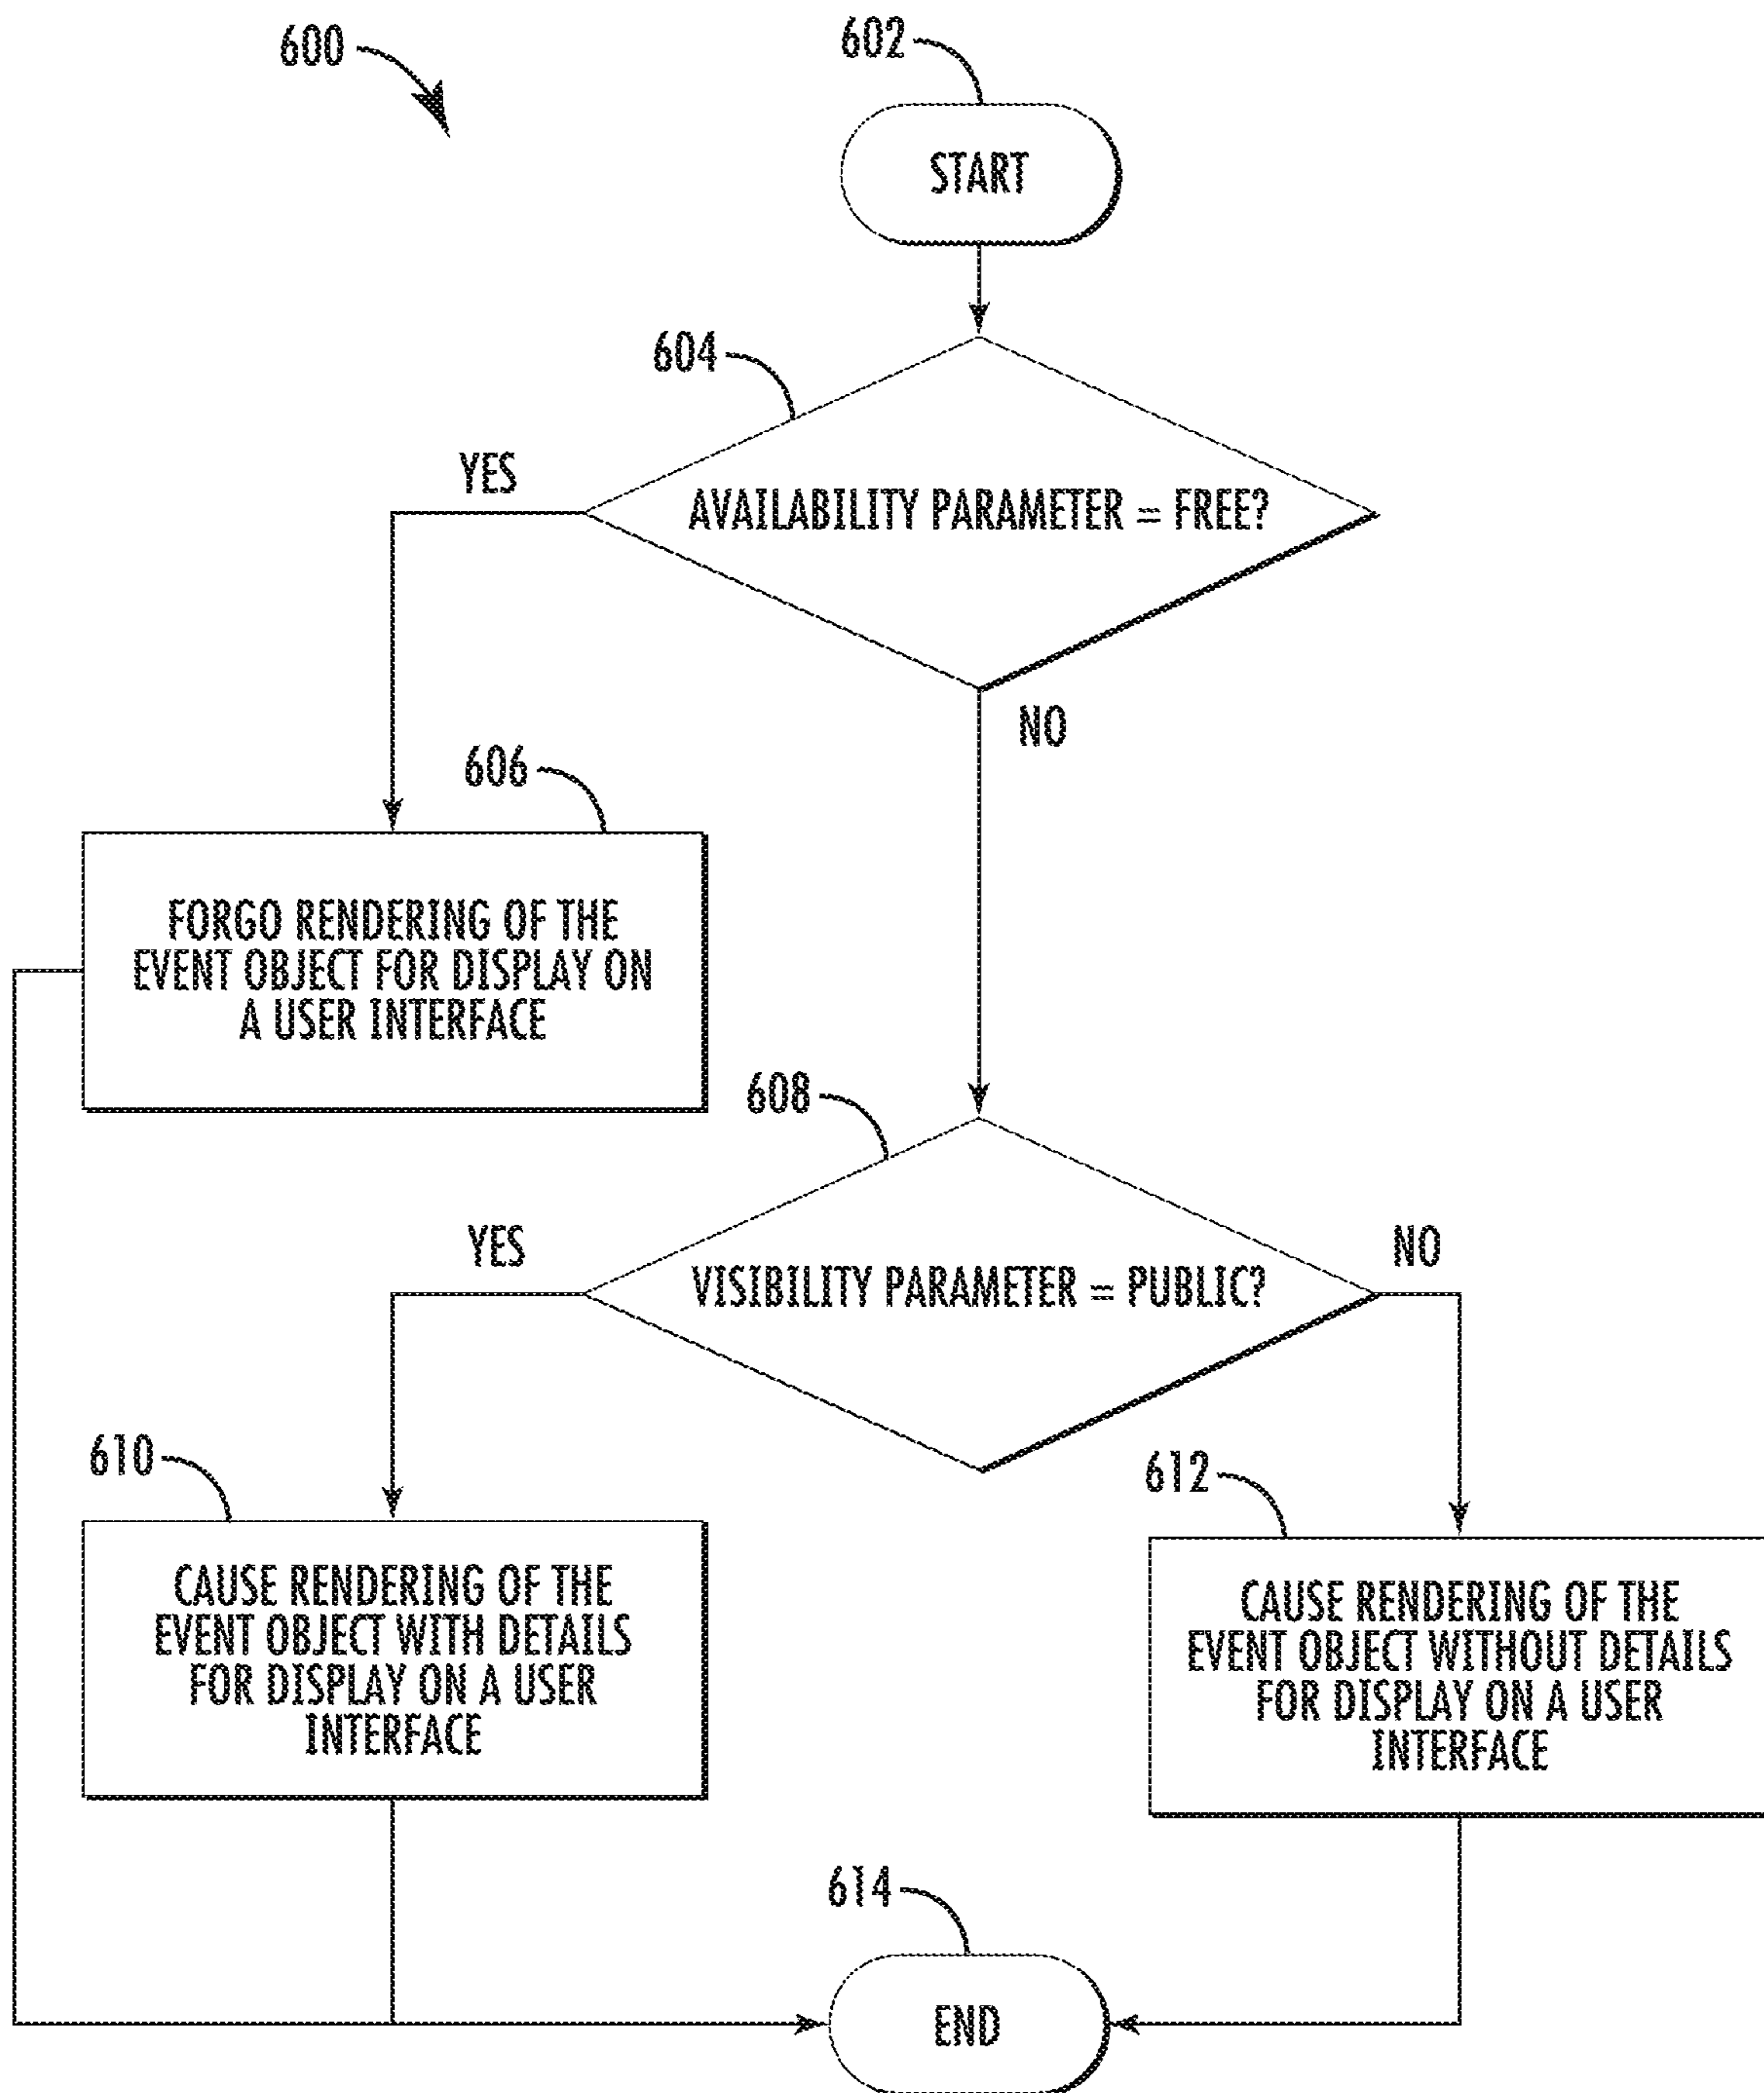 600
602
START
604
YES
AVAILABILITY PARAMETER = FREE?
NO
606
FORGO RENDERING OF THE
EVENT OBJECT FOR DISPLAY ON
A USER INTERFACE
608
YES
VISIBILITY PARAMETER = PUBLIC?
NO
610
CAUSE RENDERING OF THE
EVENT OBJECT WITH DETAILS
FOR DISPLAY ON A USER
INTERFACE
612
CAUSE RENDERING OF THE
EVENT OBJECT WITHOUT DETAILS
FOR DISPLAY ON A USER
INTERFACE
614
END